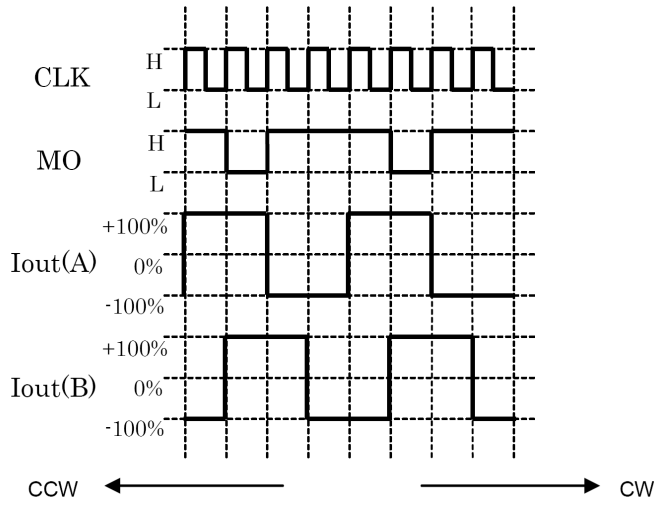 CLK
H
L
MO
H
L
Iout(A)
+100%
0%
-100%
Iout(B)
+100%
0%
-100%
CCW
CW